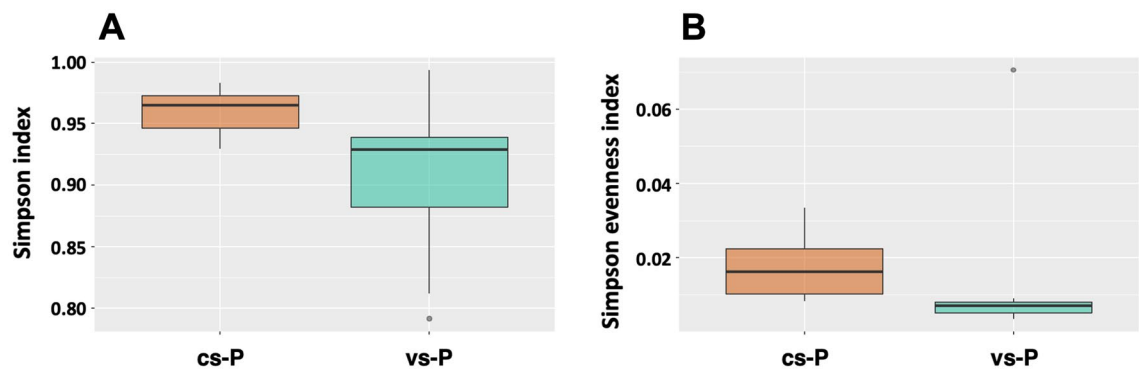 A
Simpson index
1.00
0.95
0.90
0.85
0.80
cs-P
vs-P
B
Simpson evenness index
0.06
0.04
0.02
cs-P
vs-P